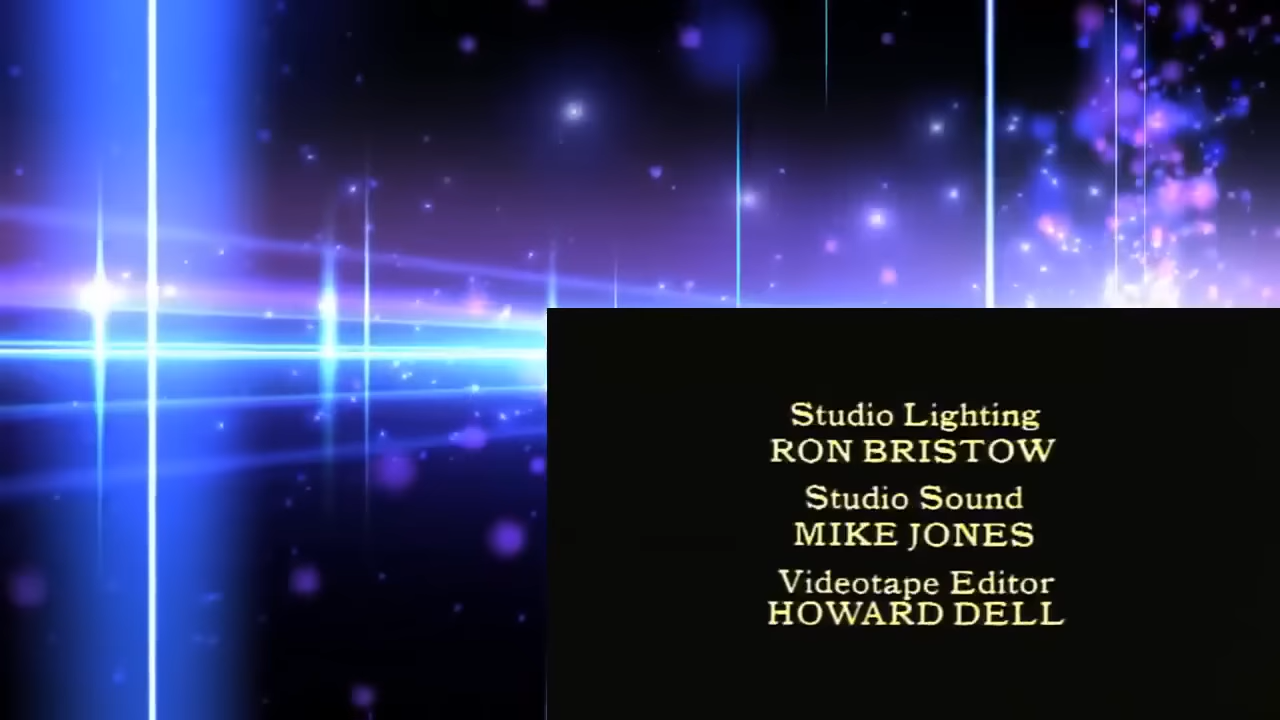 Studio Lighting
RON BRISTOW
Studio Sound
MIKE JONES
Videotape Editor
HOWARD DELL